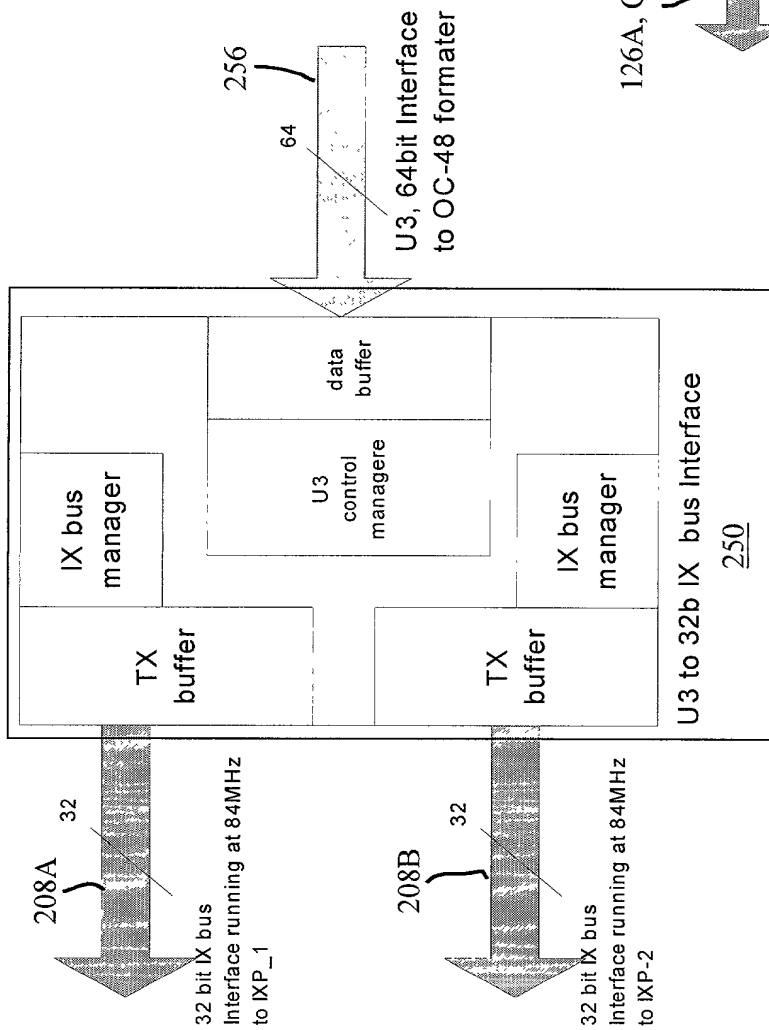 208A
32
32 bit IX bus
Interface running at 84MHz
to IXP_1
TX
buffer
IX bus
manager
U3
control
managere
data
buffer
64
256
U3, 64bit Interface
to OC-48 formater
208B
32
32 bit IX bus
Interface running at 84MHz
to IXP-2
TX
buffer
IX bus
manager
U3 to 32b IX bus Interface
250
126A,